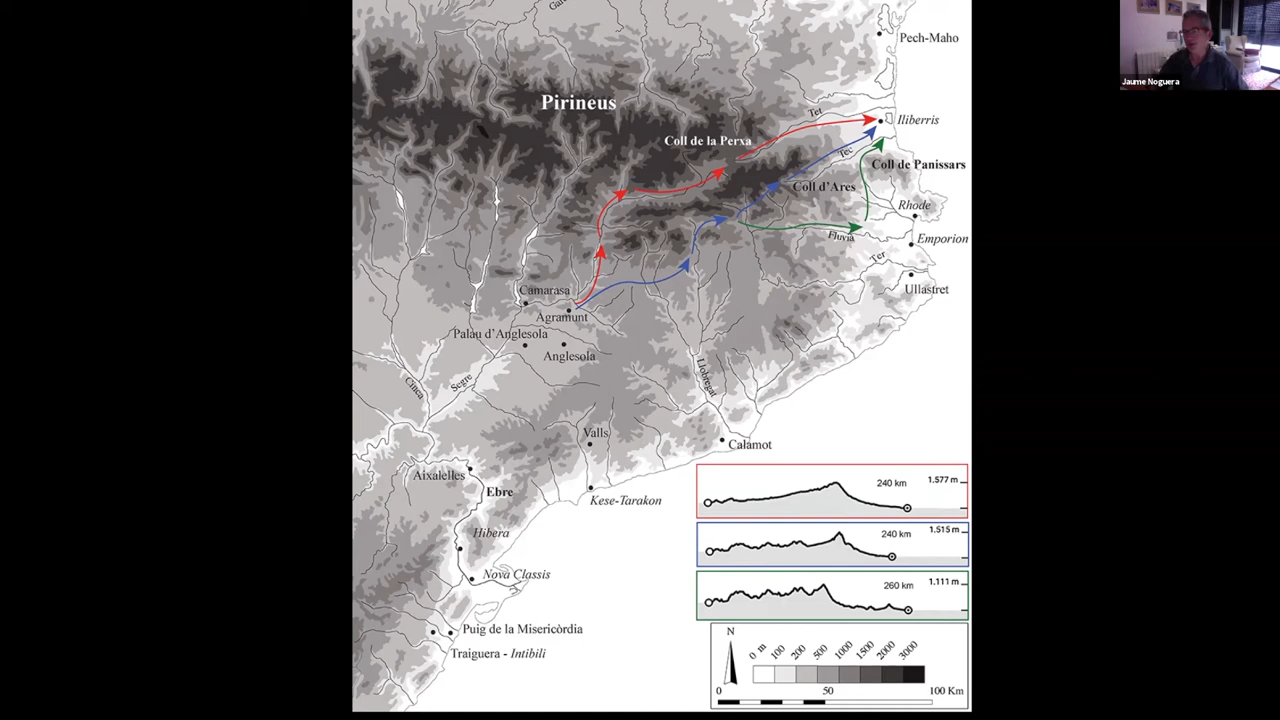 Gar
Pech-Maho
Jaume Noguera
Pirineus
Tet
Iliberris
Coll de la Perxa
Tec
Coll de Panissars
Coll d'Ares
Rhode
Fluvià
Emporion
Ter
Camarasa
Ullastret
Agramunt
Palau d'Anglesola
Anglesola
Cinca
Segre
Llobregat
Valls
Calamot
Aixalelles
Ebre
Kese-Tarakon
240 km
1.577 m
Hibera
240 km
1.515 m
Nova Classis
260 km
1.111 m
Puig de la Misericòrdia
Traiguera - Intibili
N
0 m 100 200 500 1000 1500 2000 3000
0 50 100 Km